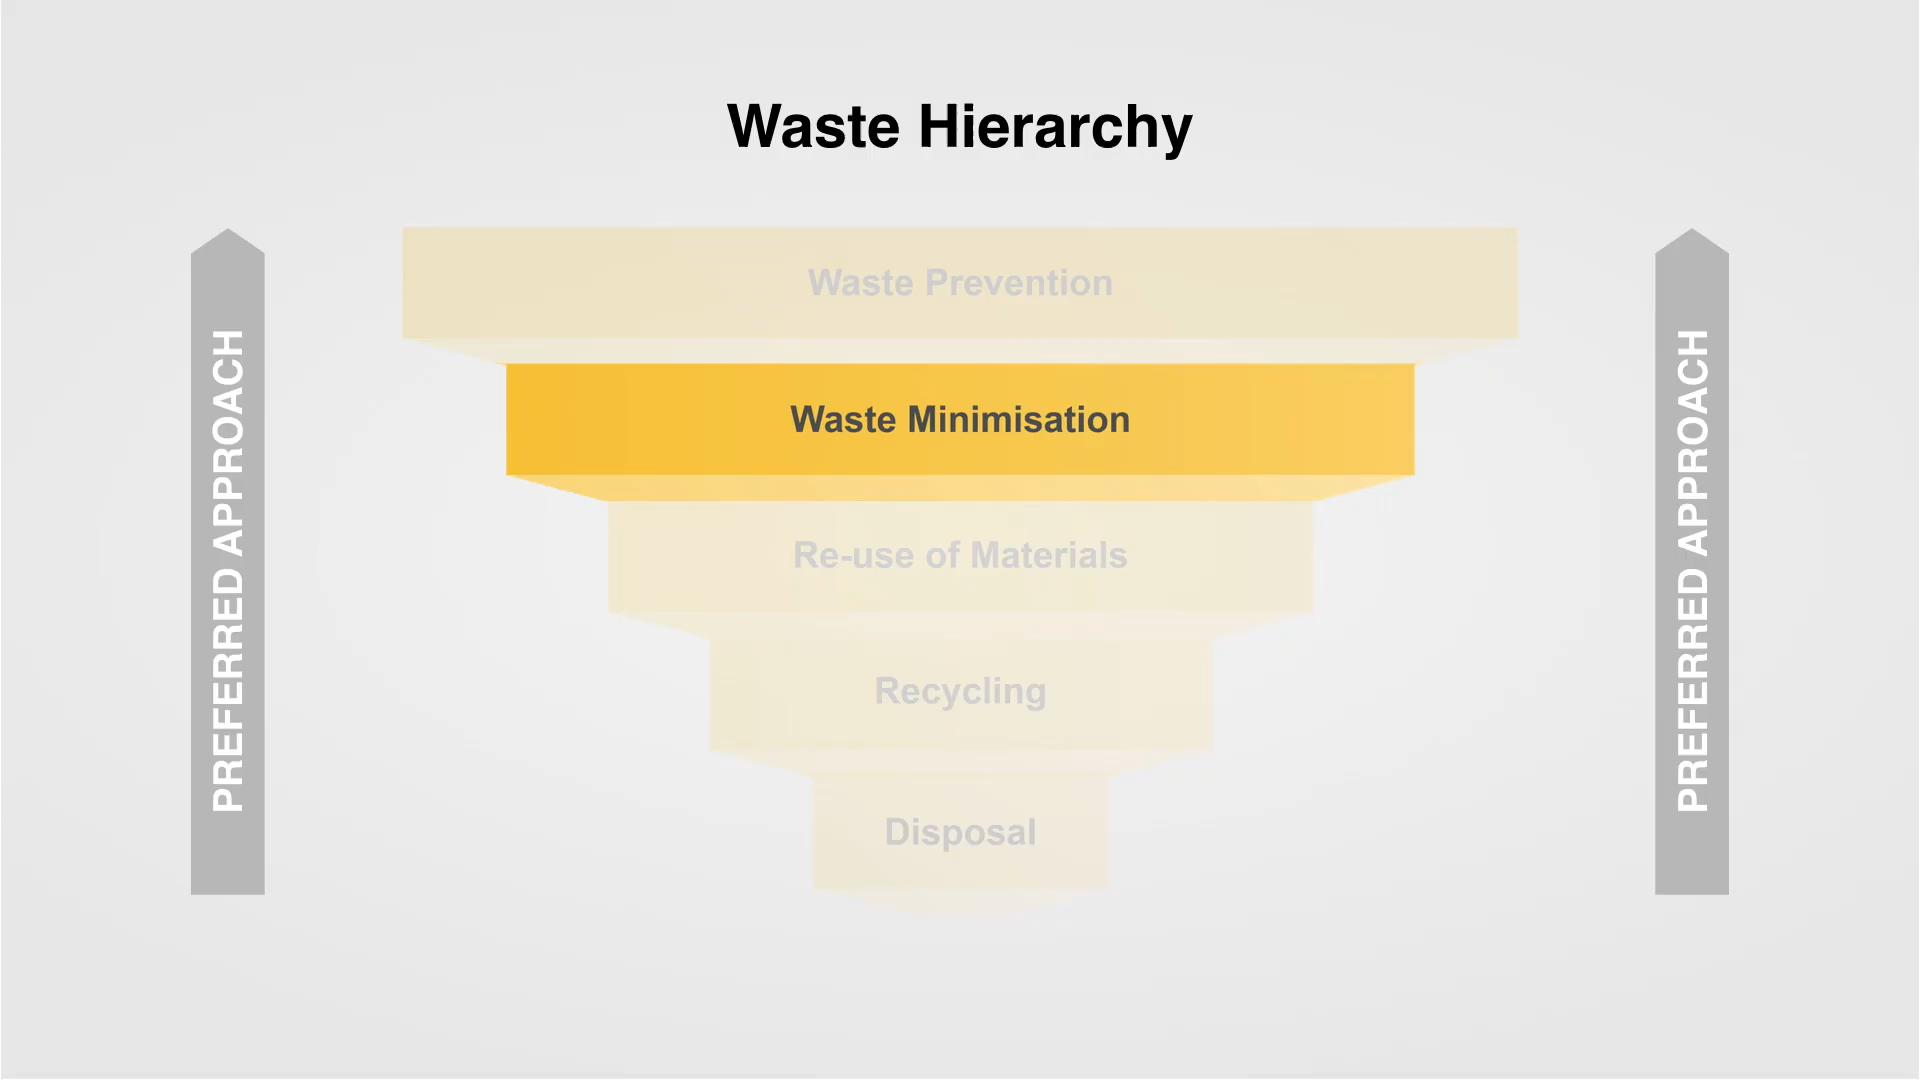 Waste Hierarchy
PREFERRED APPROACH
Waste Prevention
Waste Minimisation
Re-use of Materials
Recycling
Disposal
PREFERRED APPROACH